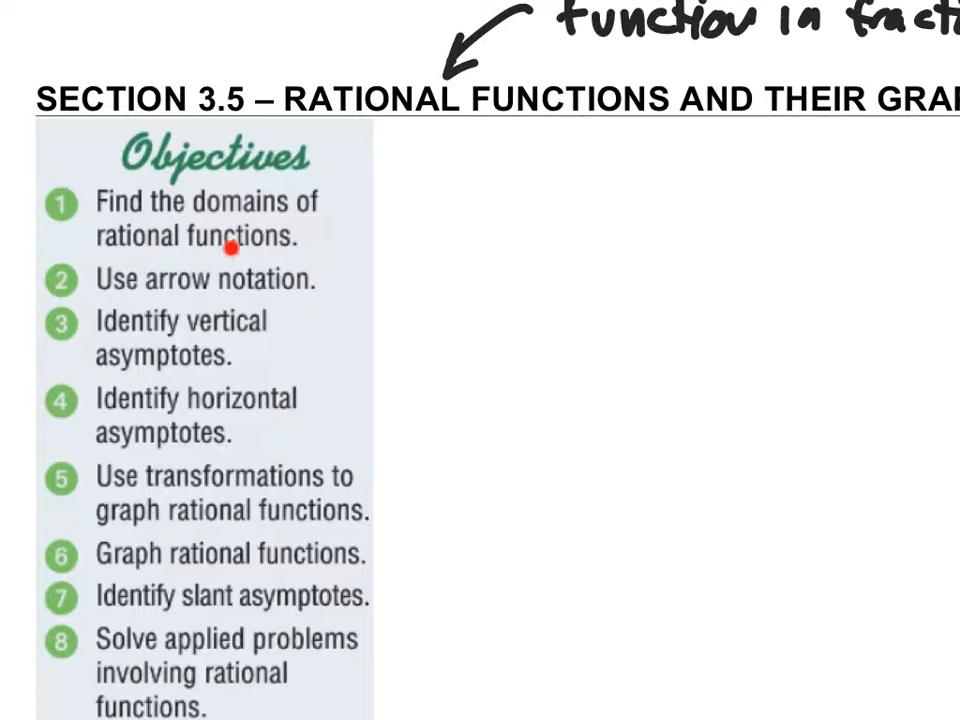 function in fracti
SECTION 3.5 – RATIONAL FUNCTIONS AND THEIR GRA
Objectives
1 Find the domains of
rational functions.
2 Use arrow notation.
3 Identify vertical
asymptotes.
4 Identify horizontal
asymptotes.
5 Use transformations to
graph rational functions.
6 Graph rational functions.
7 Identify slant asymptotes.
8 Solve applied problems
involving rational
functions.